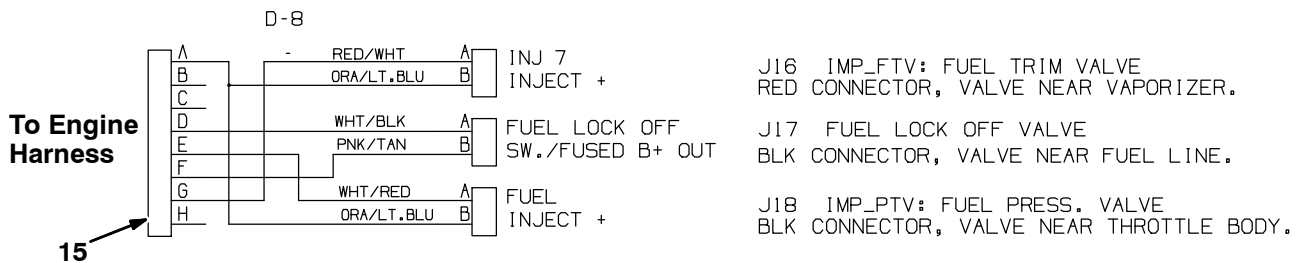 D-8
A
B
C
D
E
F
G
H
- RED/WHT A INJ 7
ORA/LT.BLU B INJECT +
WHT/BLK A FUEL LOCK OFF
PNK/TAN B SW./FUSED B+ OUT
WHT/RED A FUEL
ORA/LT.BLU B INJECT +
To Engine
Harness
15
J16 IMP_FTV: FUEL TRIM VALVE
RED CONNECTOR, VALVE NEAR VAPORIZER.
J17 FUEL LOCK OFF VALVE
BLK CONNECTOR, VALVE NEAR FUEL LINE.
J18 IMP_PTV: FUEL PRESS. VALVE
BLK CONNECTOR, VALVE NEAR THROTTLE BODY.